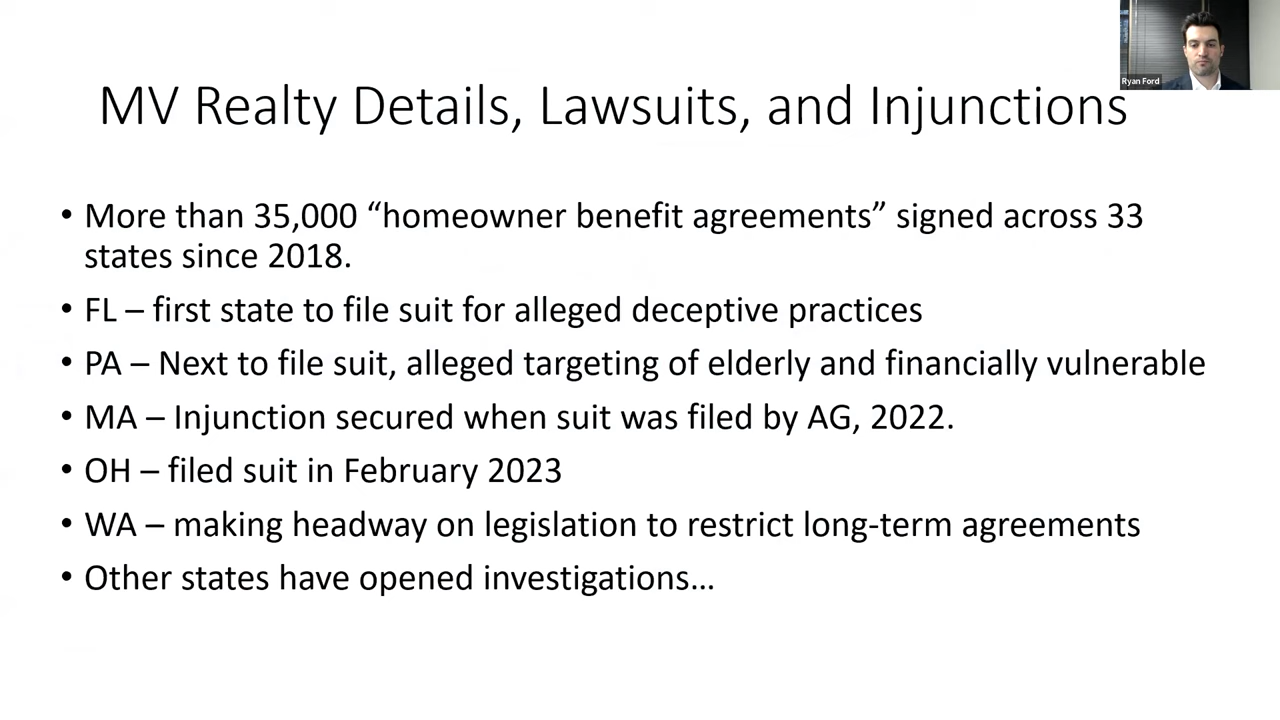 Ryan Ford
MV Realty Details, Lawsuits, and Injunctions
• More than 35,000 “homeowner benefit agreements” signed across 33
states since 2018.
• FL – first state to file suit for alleged deceptive practices
• PA – Next to file suit, alleged targeting of elderly and financially vulnerable
• MA – Injunction secured when suit was filed by AG, 2022.
• OH – filed suit in February 2023
• WA – making headway on legislation to restrict long-term agreements
• Other states have opened investigations…